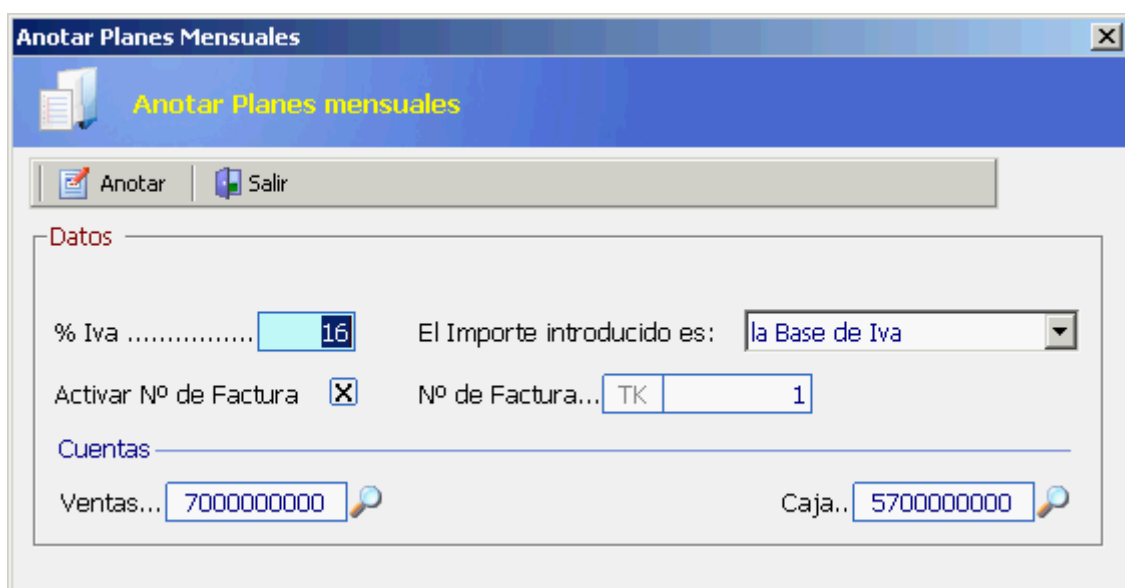 Anotar Planes Mensuales
Anotar Planes mensuales
Anotar Salir
Datos
% Iva ................ 16 El Importe introducido es: la Base de Iva
Activar Nº de Factura X Nº de Factura... TK 1
Cuentas
Ventas... 7000000000 Caja.. 5700000000